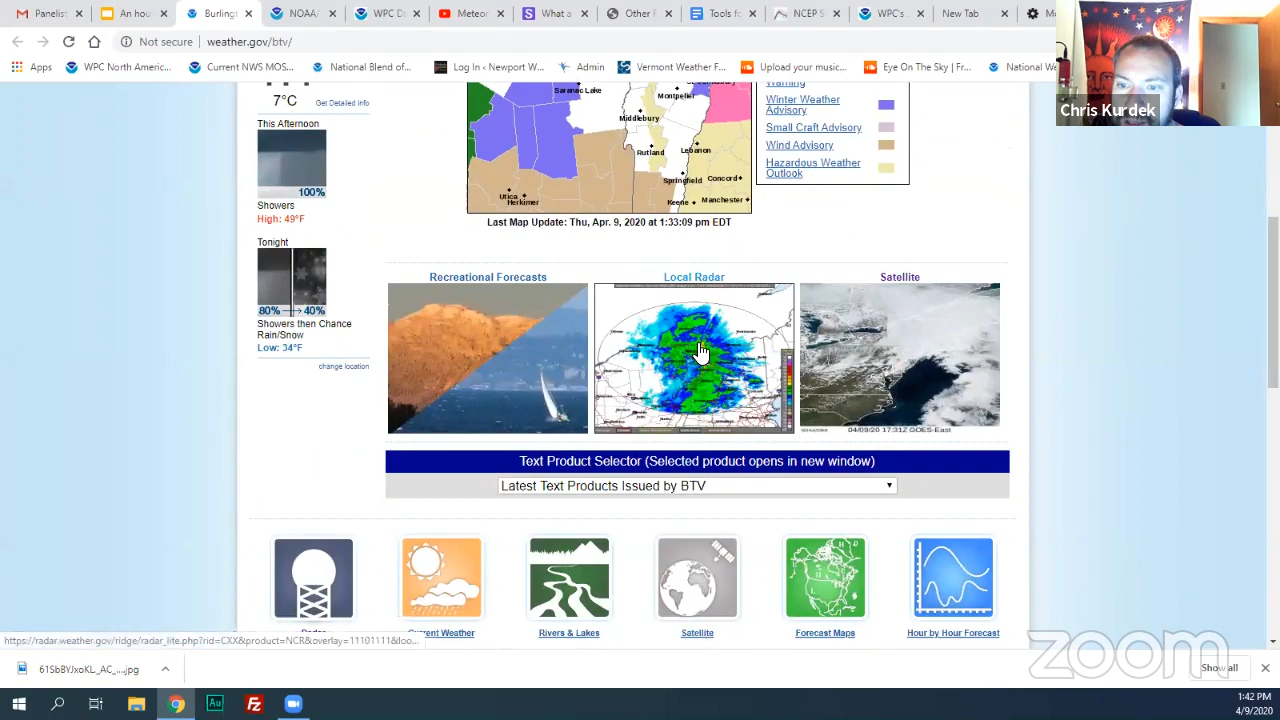 Panelist
An hou
Burling
NOAA
VT We
Artist
What a
Other F
Tools f
NCEP
New Tab
Not secure
weather.gov/btv/
Apps
WPC North Americ...
Current NWS MOS...
National Blend of...
Log In ‹ Newport W...
Admin
Vermont Weather F...
Upload your music...
Eye On The Sky | Fr...
National We
Chris Kurdek
7°C
Get Detailed info
This Afternoon
100%
Showers
High: 49°F
Tonight
80%
40%
Showers then Chance
Rain/Snow
Low: 34°F
change location
Saranac Lake
Montpelier
Middlebury
Rutland
Lebanon
Springfield
Concord
Utica
Herkimer
Keene
Manchester
Warning
Winter Weather
Advisory
Small Craft Advisory
Wind Advisory
Hazardous Weather
Outlook
Last Map Update: Thu, Apr. 9, 2020 at 1:33:09 pm EDT
Recreational Forecasts
Local Radar
Satellite
04/09/20 17:31Z GOES-East
Text Product Selector (Selected product opens in new window)
Latest Text Products Issued by BTV
Current Weather
Rivers & Lakes
Satellite
Forecast Maps
Hour by Hour Forecast
https://radar.weather.gov/ridge/radar_lite.php?rid=CXX&product=NCR&overlay=11101111&loo...
61SbBYJxoKL_AC_....jpg
Show all
zoom
Au
1:42 PM
4/9/2020